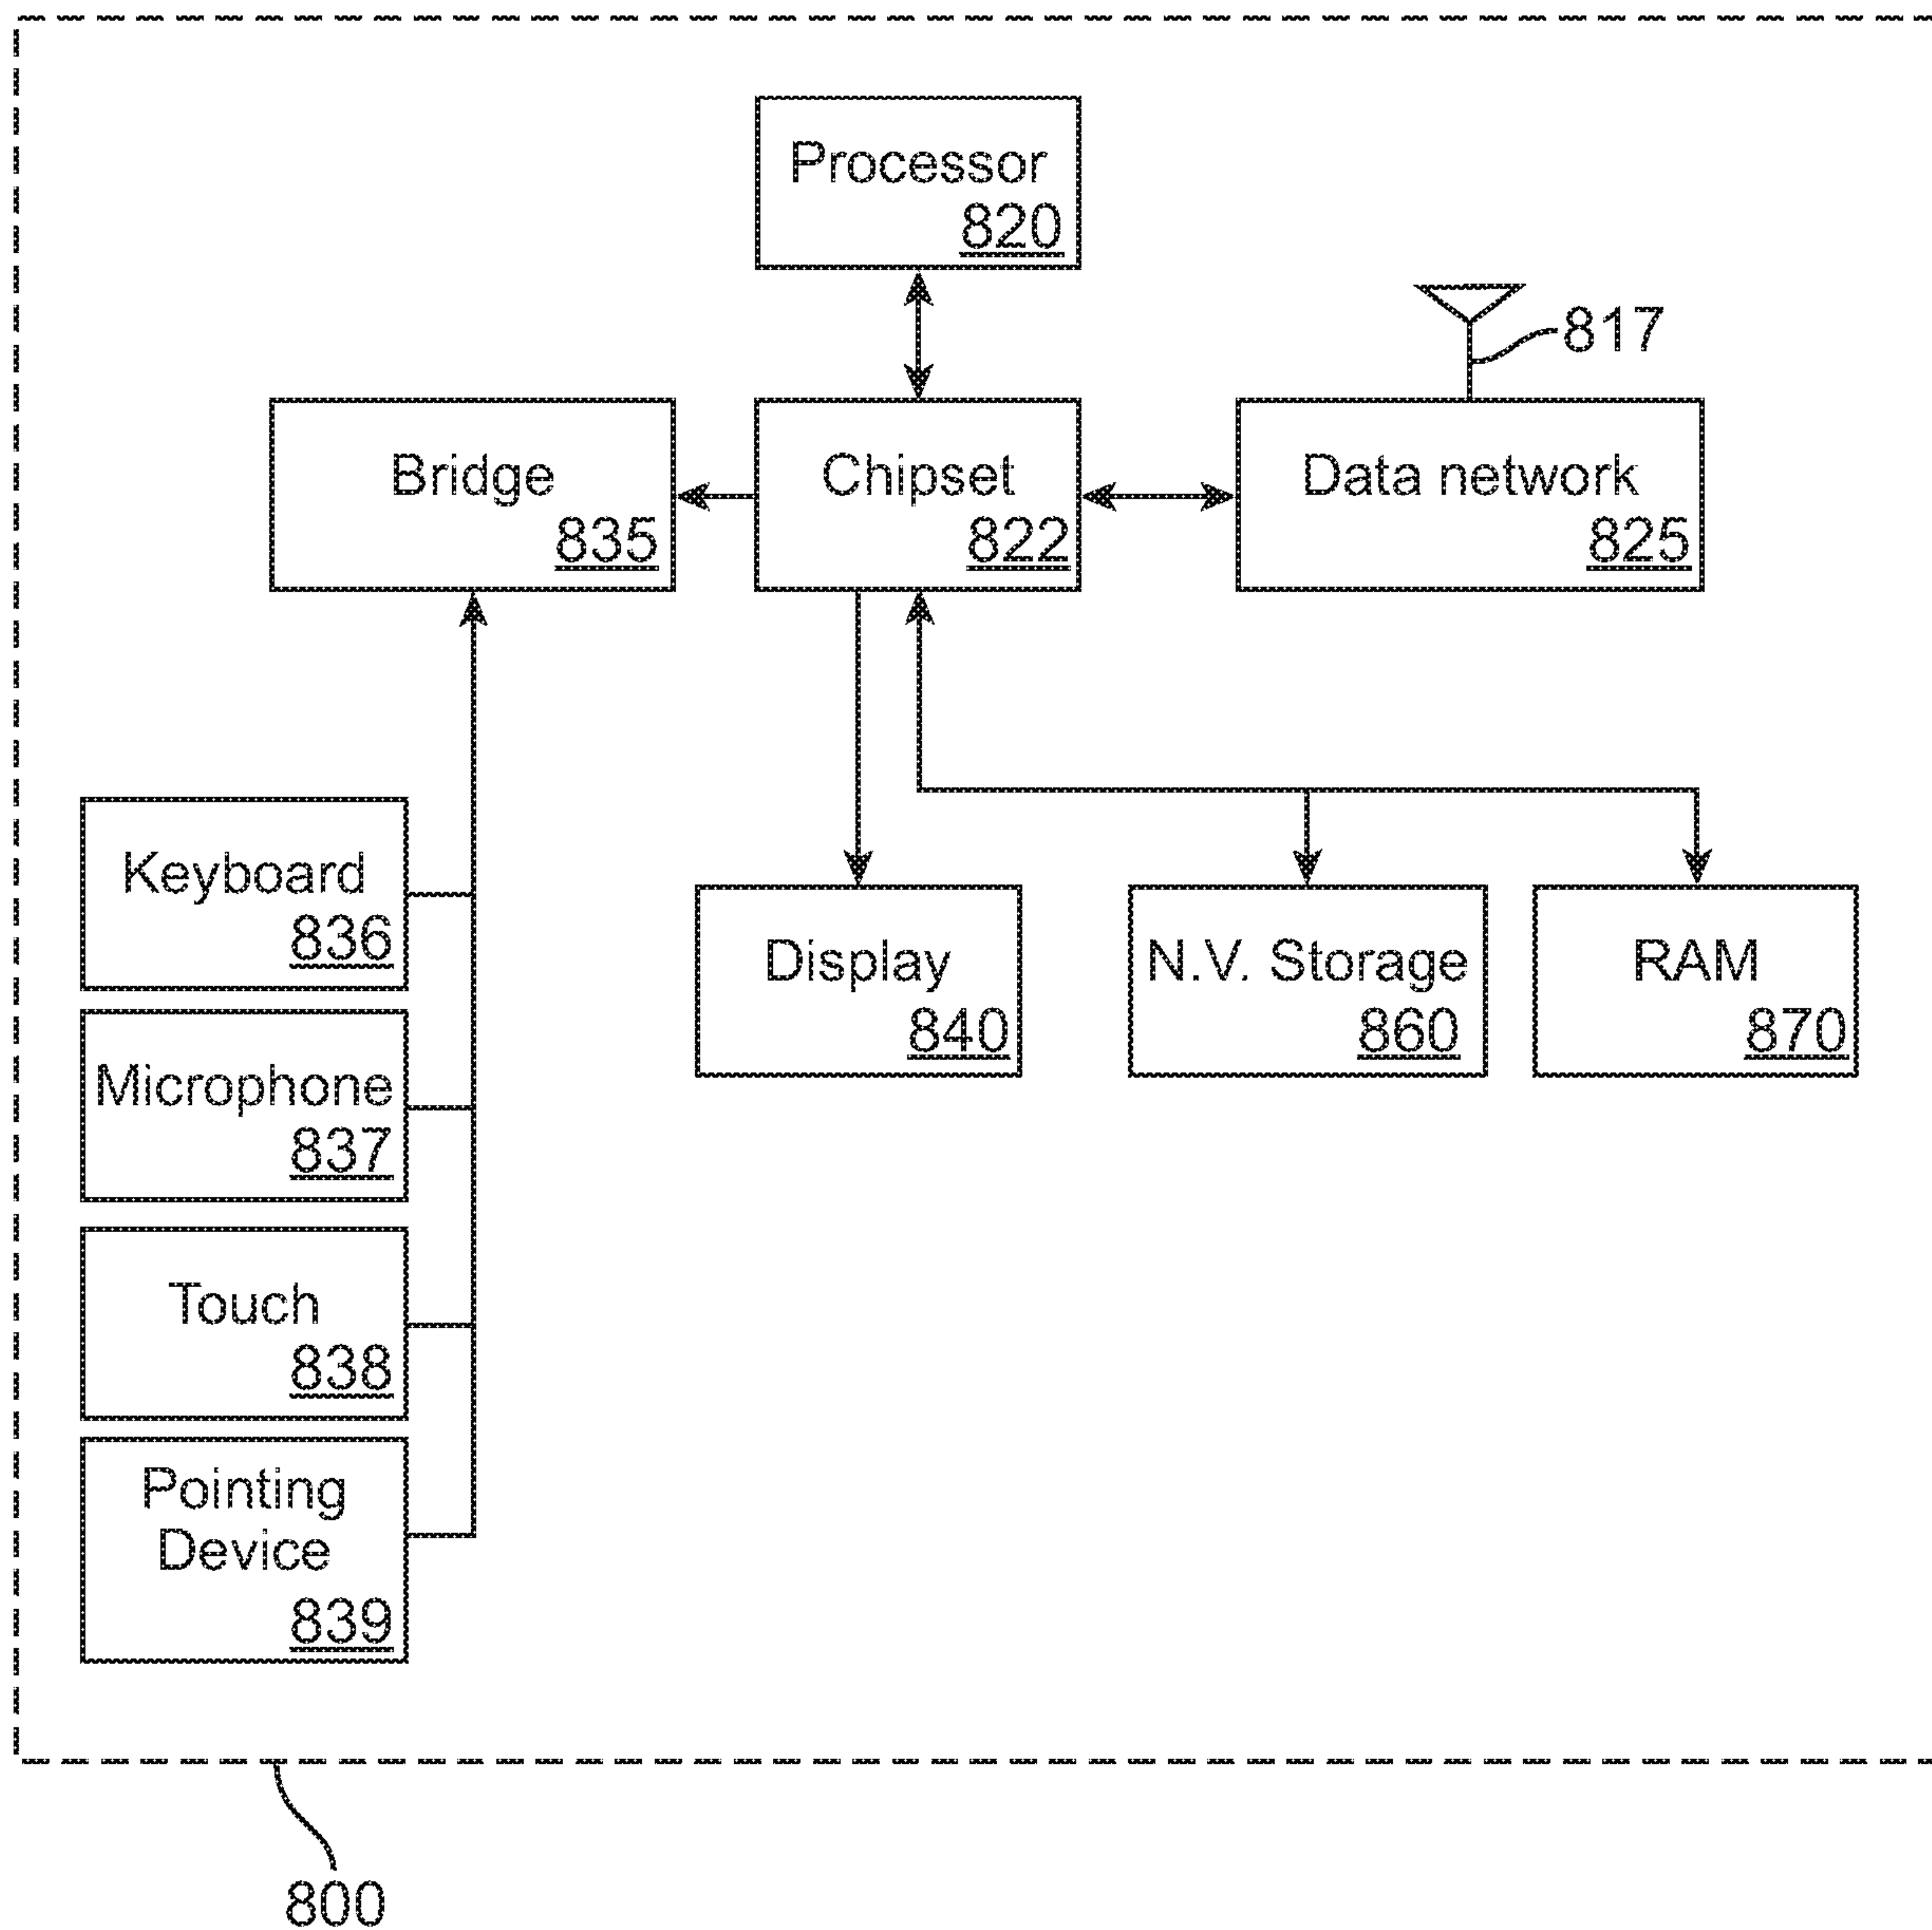 Processor
820
817
Bridge
835
Chipset
822
Data network
825
Keyboard
836
Microphone
837
Touch
838
Pointing
Device
839
Display
840
N.V. Storage
860
RAM
870
800